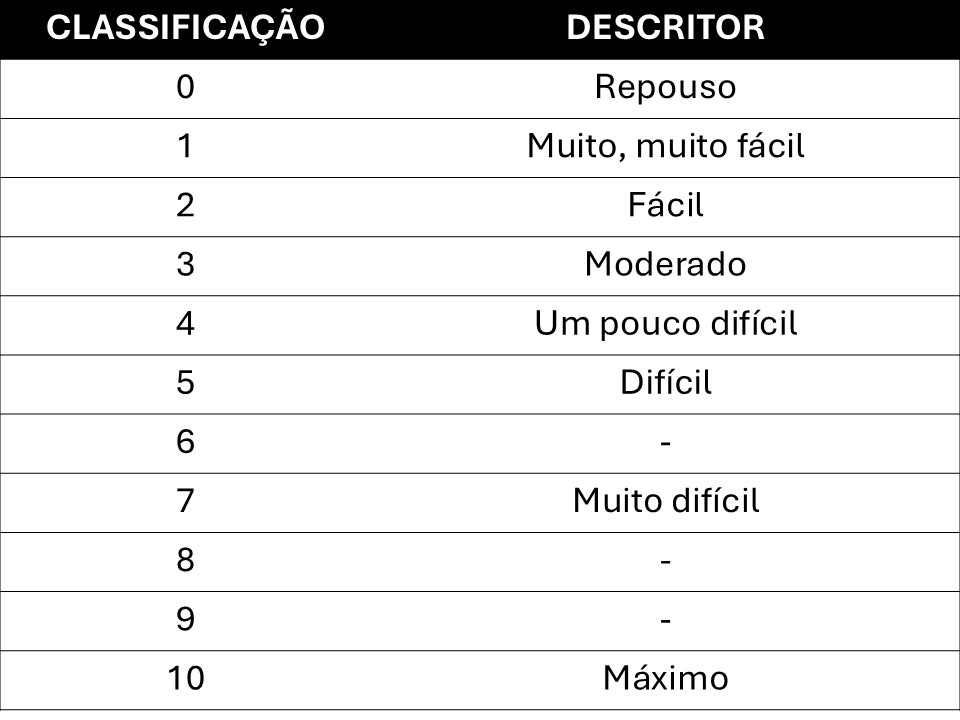 CLASSIFICAÇÃO DESCRITOR
0 Repouso
1 Muito, muito fácil
2 Fácil
3 Moderado
4 Um pouco difícil
5 Difícil
6 -
7 Muito difícil
8 -
9 -
10 Máximo